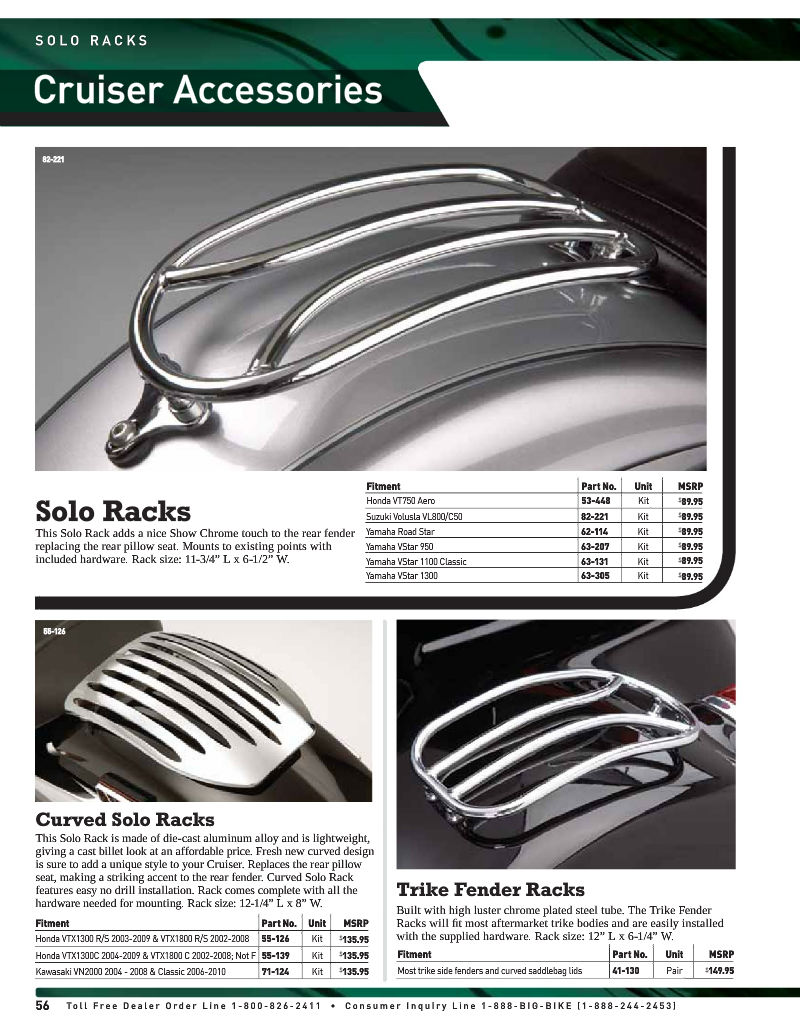 SOLO RACKS
Cruiser Accessories
82-221
Solo Racks
This Solo Rack adds a nice Show Chrome touch to the rear fender
replacing the rear pillow seat. Mounts to existing points with
included hardware. Rack size: 11-3/4” L x 6-1/2” W.
Fitment Part No. Unit MSRP
Honda VT750 Aero 53-448 Kit $89.95
Suzuki Volusla VL800/C50 82-221 Kit $89.95
Yamaha Road Star 62-114 Kit $89.95
Yamaha VStar 950 63-207 Kit $89.95
Yamaha VStar 1100 Classic 63-131 Kit $89.95
Yamaha VStar 1300 63-305 Kit $89.95
55-126
Curved Solo Racks
This Solo Rack is made of die-cast aluminum alloy and is lightweight,
giving a cast billet look at an affordable price. Fresh new curved design
is sure to add a unique style to your Cruiser. Replaces the rear pillow
seat, making a striking accent to the rear fender. Curved Solo Rack
features easy no drill installation. Rack comes complete with all the
hardware needed for mounting. Rack size: 12-1/4” L x 8” W.
Fitment Part No. Unit MSRP
Honda VTX1300 R/S 2003-2009 & VTX1800 R/S 2002-2008 55-126 Kit $135.95
Honda VTX1300C 2004-2009 & VTX1800 C 2002-2008; Not F 55-139 Kit $135.95
Kawasaki VN2000 2004 - 2008 & Classic 2006-2010 71-124 Kit $135.95
Trike Fender Racks
Built with high luster chrome plated steel tube. The Trike Fender
Racks will fit most aftermarket trike bodies and are easily installed
with the supplied hardware. Rack size: 12” L x 6-1/4” W.
Fitment Part No. Unit MSRP
Most trike side fenders and curved saddlebag lids 41-130 Pair $149.95
56 Toll Free Dealer Order Line 1-800-826-2411 • Consumer Inquiry Line 1-888-BIG-BIKE (1-888-244-2453)